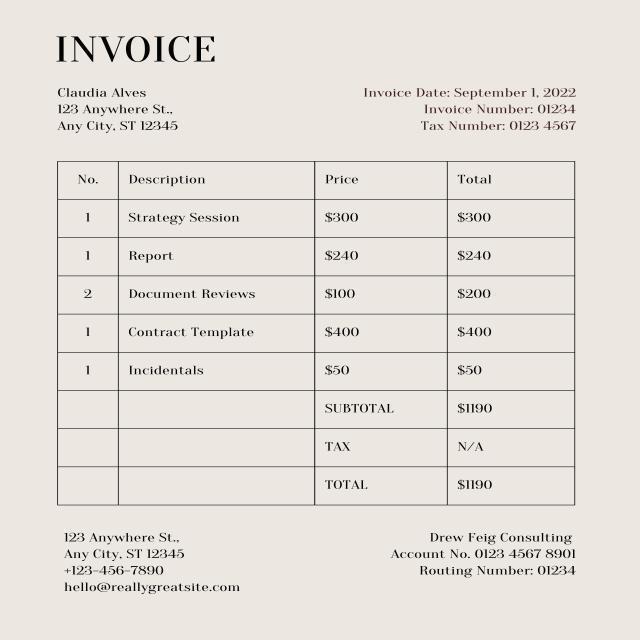 INVOICE
Claudia Alves
123 Anywhere St.,
Any City, ST 12345
Invoice Date: September 1, 2022
Invoice Number: 01234
Tax Number: 0123 4567
No. Description Price Total
1 Strategy Session $300 $300
1 Report $240 $240
2 Document Reviews $100 $200
1 Contract Template $400 $400
1 Incidentals $50 $50
SUBTOTAL $1190
TAX N/A
TOTAL $1190
123 Anywhere St.,
Any City, ST 12345
+123-456-7890
hello@reallygreatsite.com
Drew Feig Consulting
Account No. 0123 4567 8901
Routing Number: 01234